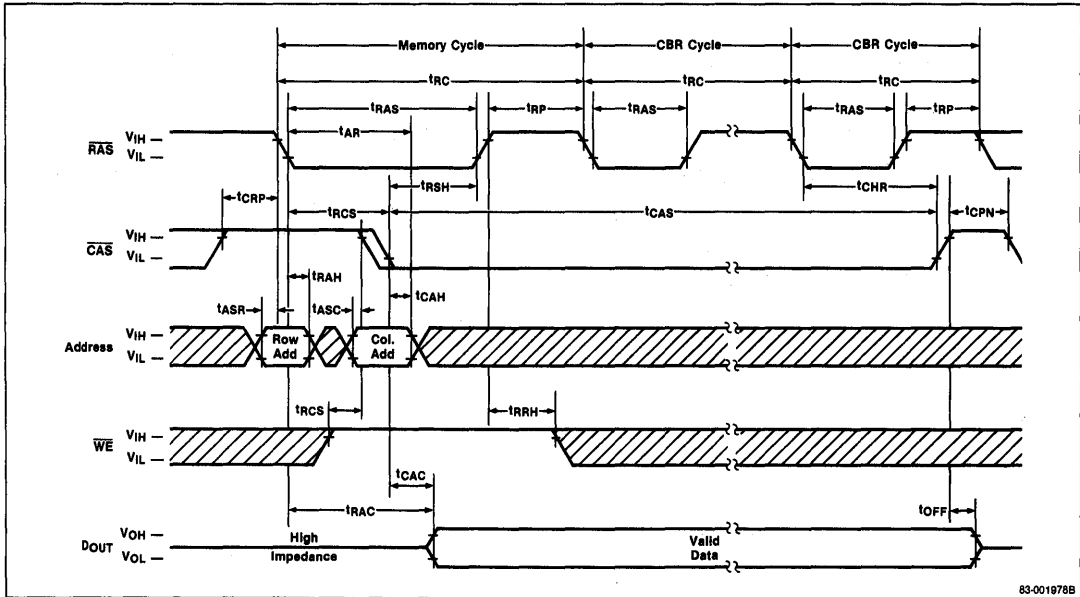 Memory Cycle CBR Cycle CBR Cycle
tRC tRC tRC
tRAS tRP tRAS tRAS tRP
tAR
RAS VIH
VIL
tRSH tCHR
tCRP tRCS tCAS tCPN
CAS VIH
VIL
tRAH
tASR tASC tCAH
Address VIH
VIL
Row Add
Col. Add
tRCS tRRH
WE VIH
VIL
tCAC
tRAC tOFF
DOUT VOH
VOL
High
Impedance
Valid
Data
83-001978B